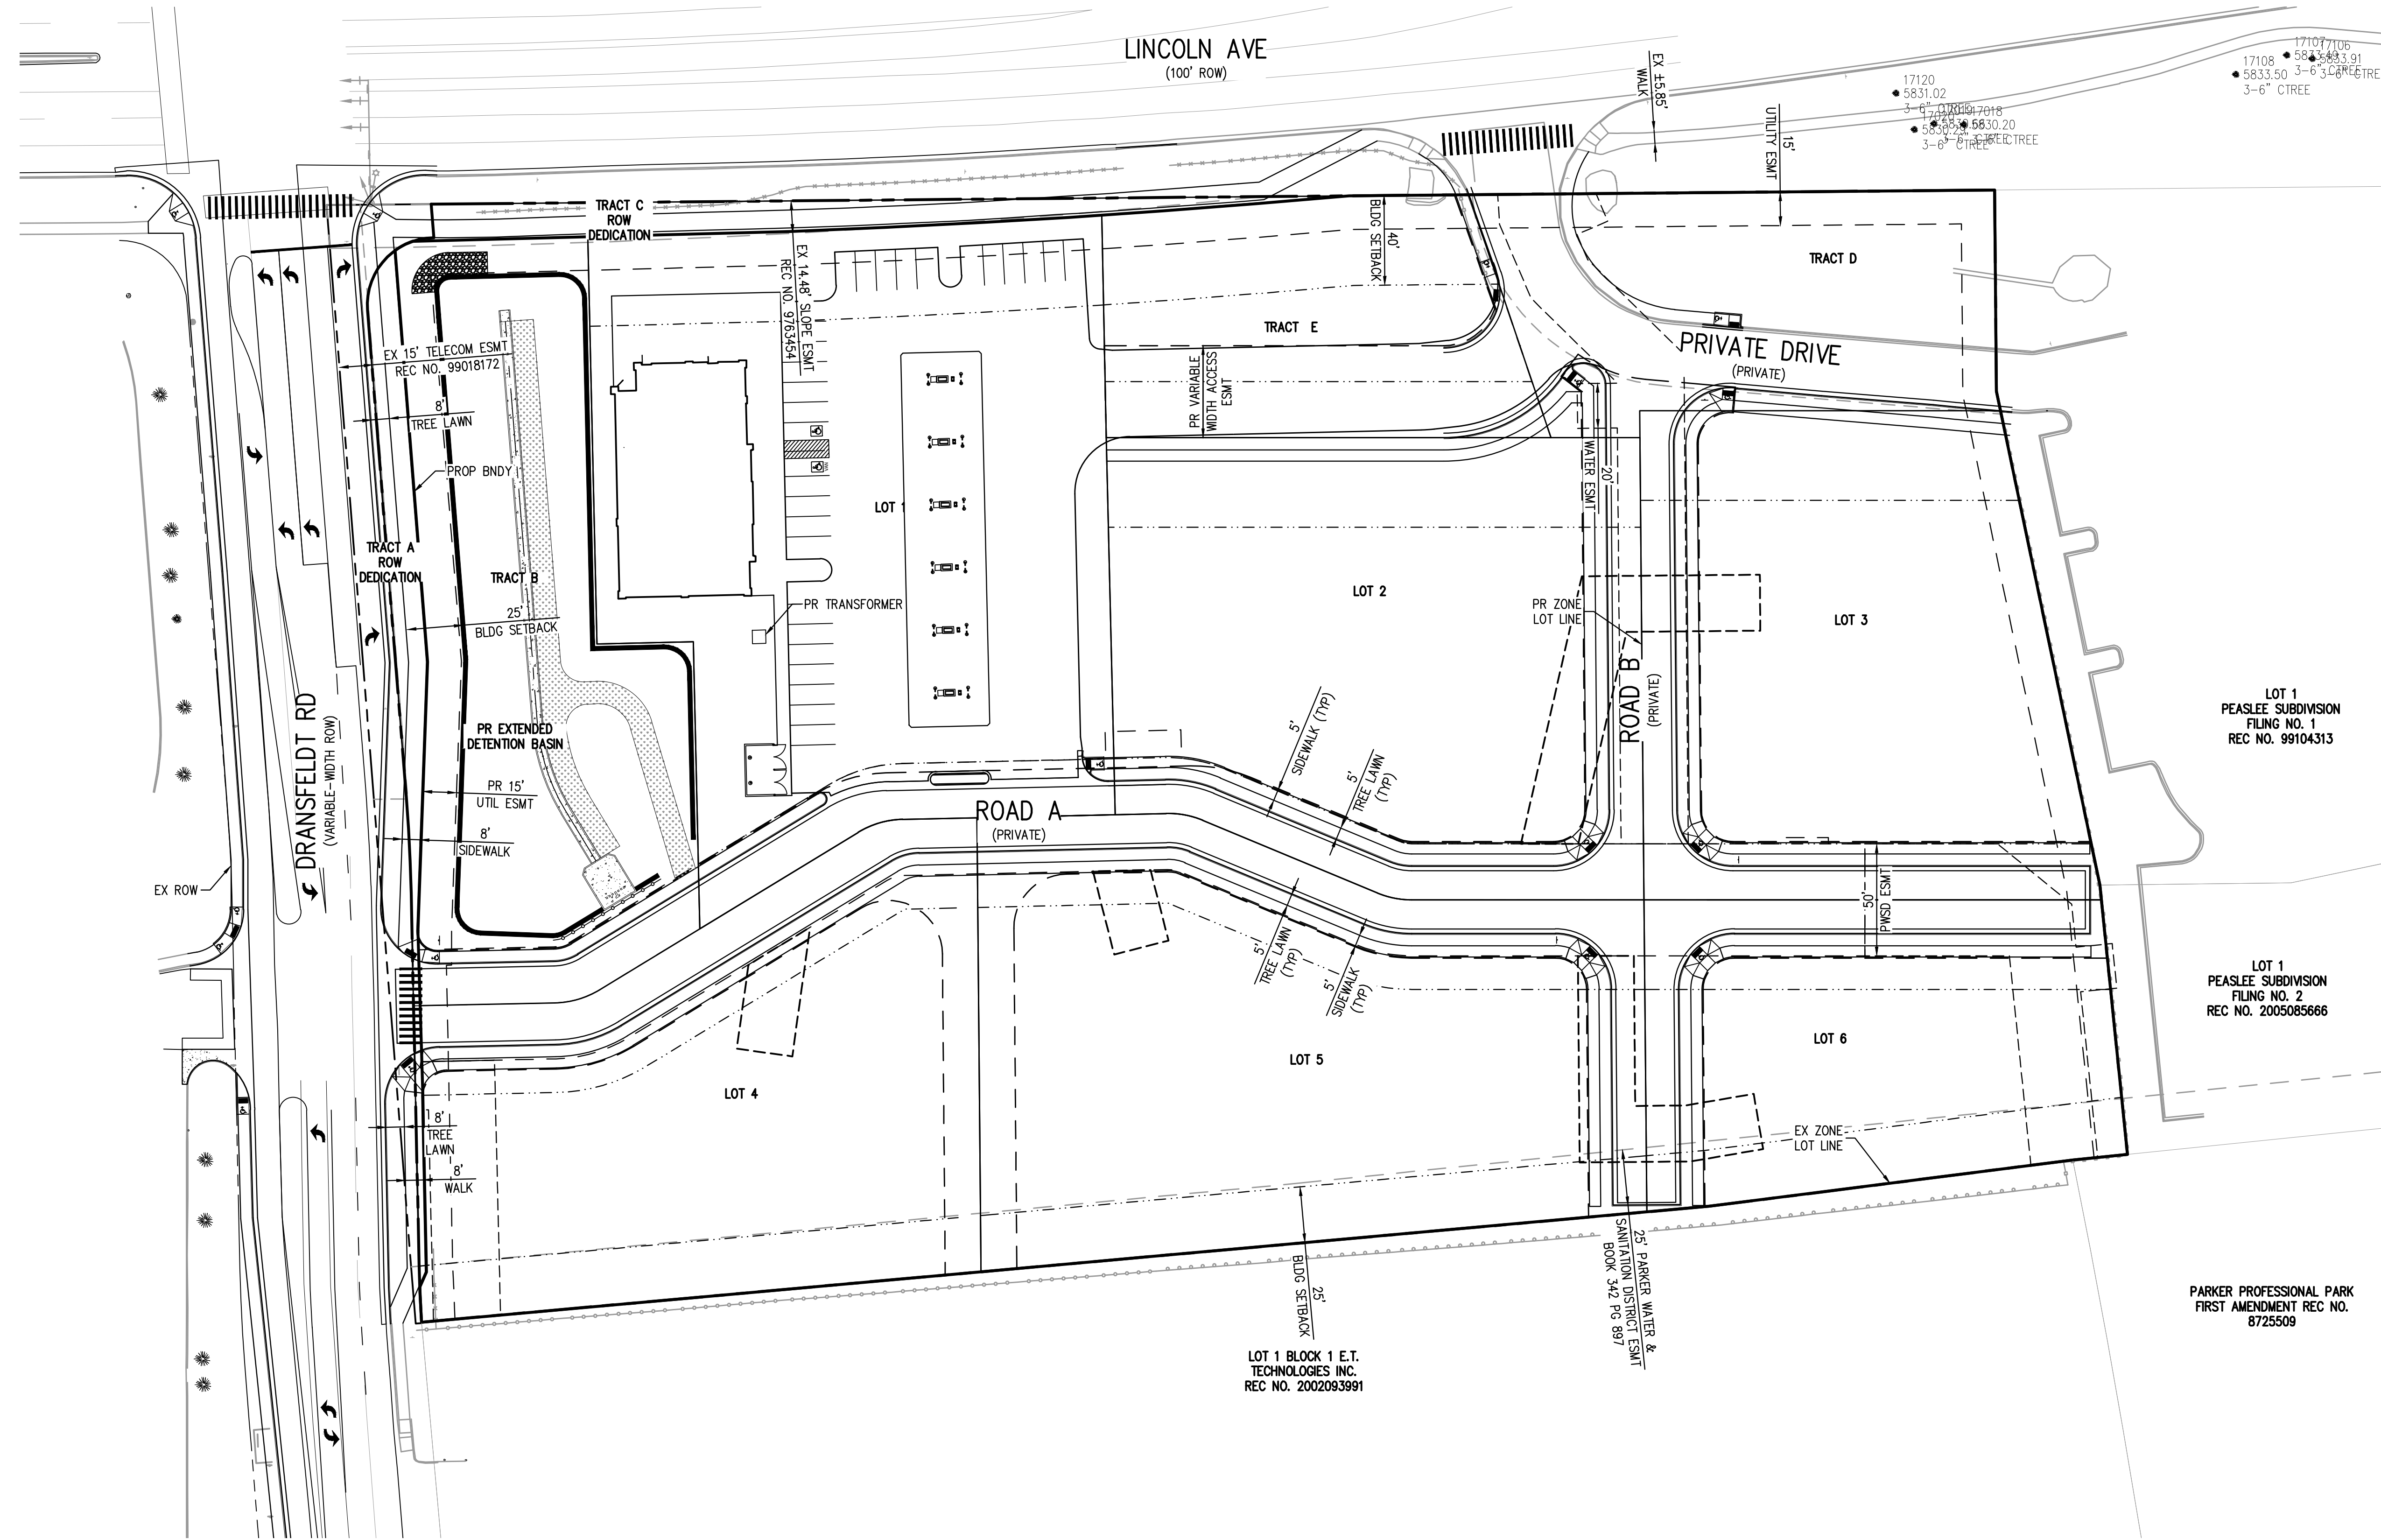 LINCOLN AVE
(100' ROW)
EX ±5.85'
WALK
15'
UTILITY ESMT
17120
5831.02
17018
5830.20
17108
5833.50
3-6" CTREE
17107
17106
5833.91
3-6" CTREE
TRACT C
ROW
DEDICATION
EX 14.48' SLOPE ESMT
REC. NO. 9763454
40'
BLDG SETBACK
TRACT D
TRACT E
PRIVATE DRIVE
(PRIVATE)
EX 15' TELECOM ESMT
REC NO. 99018172
8'
TREE LAWN
PROP BNDY
PR VARIABLE
WIDTH ACCESS
ESMT
20'
WATER ESMT
LOT 1
TRACT A
ROW
DEDICATION
TRACT B
25'
BLDG SETBACK
PR TRANSFORMER
LOT 2
PR ZONE
LOT LINE
LOT 3
ROAD B
(PRIVATE)
DRANSFELDT RD
(VARIABLE-WIDTH ROW)
PR EXTENDED
DETENTION BASIN
PR 15'
UTIL ESMT
8'
SIDEWALK
5'
SIDEWALK (TYP)
5'
TREE LAWN
(TYP)
ROAD A
(PRIVATE)
EX ROW
50'
PWSD ESMT
5'
TREE LAWN
(TYP)
5'
SIDEWALK
(TYP)
LOT 1
PEASLEE SUBDIVISION
FILING NO. 1
REC NO. 99104313
LOT 1
PEASLEE SUBDIVISION
FILING NO. 2
REC NO. 2005085666
LOT 4
LOT 5
LOT 6
8'
TREE
LAWN
8'
WALK
EX ZONE
LOT LINE
25'
BLDG SETBACK
25' PARKER WATER &
SANITATION DISTRICT ESMT
BOOK 342 PG 897
LOT 1 BLOCK 1 E.T.
TECHNOLOGIES INC.
REC NO. 2002093991
PARKER PROFESSIONAL PARK
FIRST AMENDMENT REC NO.
8725509